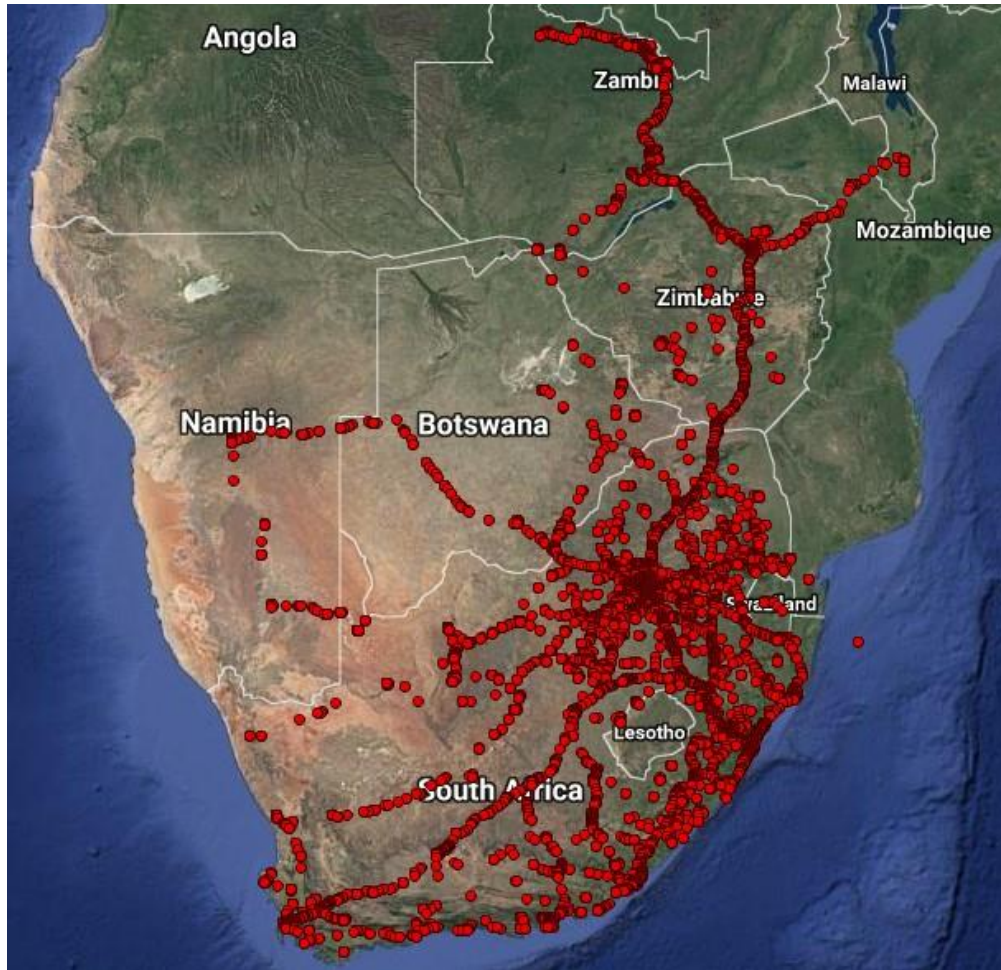 Angola
Zambi
Malawi
Mozambique
Zimbabwe
Namibia
Botswana
Swaziland
Lesotho
South Africa